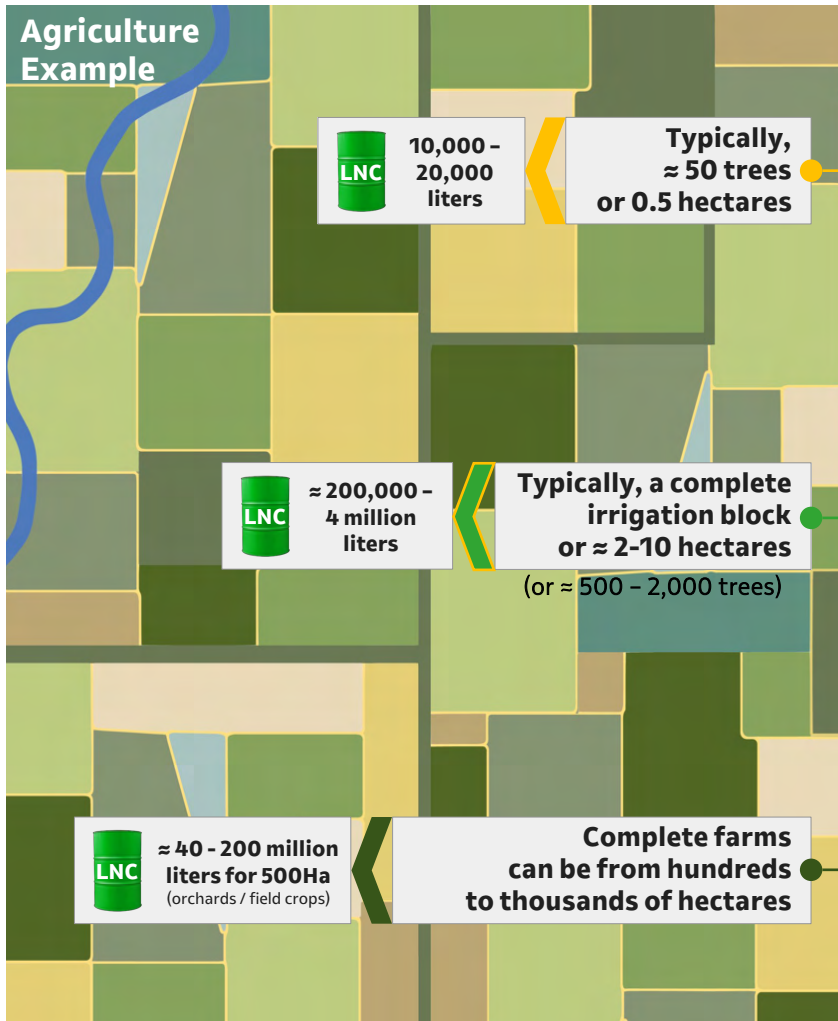 Agriculture
Example
LNC
10,000 –
20,000
liters
Typically,
≈ 50 trees
or 0.5 hectares
LNC
≈ 200,000 –
4 million
liters
Typically, a complete
irrigation block
or ≈ 2-10 hectares
(or ≈ 500 – 2,000 trees)
LNC
≈ 40 - 200 million
liters for 500Ha
(orchards / field crops)
Complete farms
can be from hundreds
to thousands of hectares